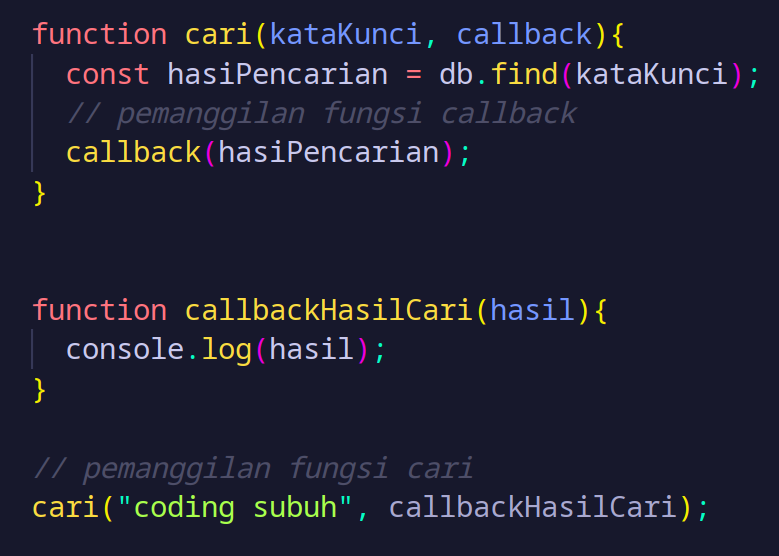 function cari(kataKunci, callback){
  const hasiPencarian = db.find(kataKunci);
  // pemanggilan fungsi callback
  callback(hasiPencarian);
}
function callbackHasilCari(hasil){
  console.log(hasil);
}
// pemanggilan fungsi cari
cari("coding subuh", callbackHasilCari);